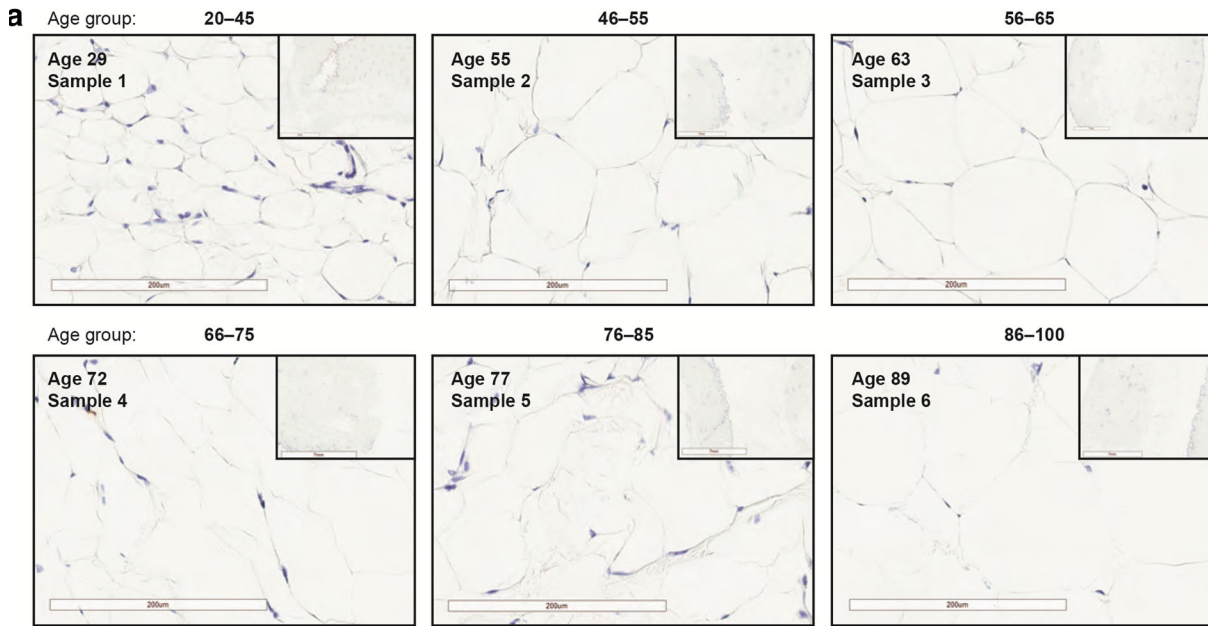 a
Age group: 20–45 46–55 56–65
Age 29
Sample 1
Age 55
Sample 2
Age 63
Sample 3
200um
200um
200um
Age group: 66–75 76–85 86–100
Age 72
Sample 4
Age 77
Sample 5
Age 89
Sample 6
200um
200um
200um